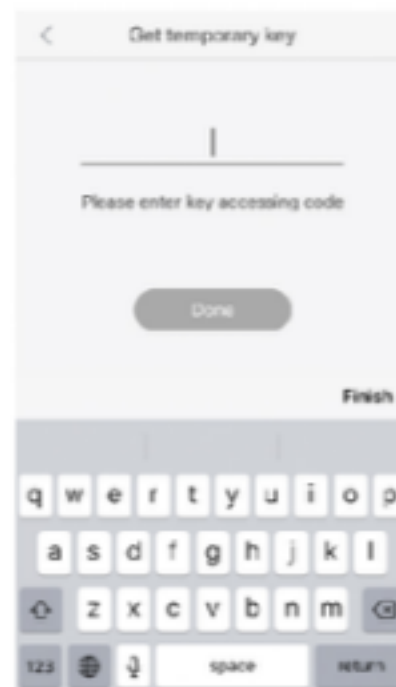 Get temporary key
Please enter key accessing code
Done
Finish
q w e r t y u i o p
a s d f g h j k l
z x c v b n m
123 space return